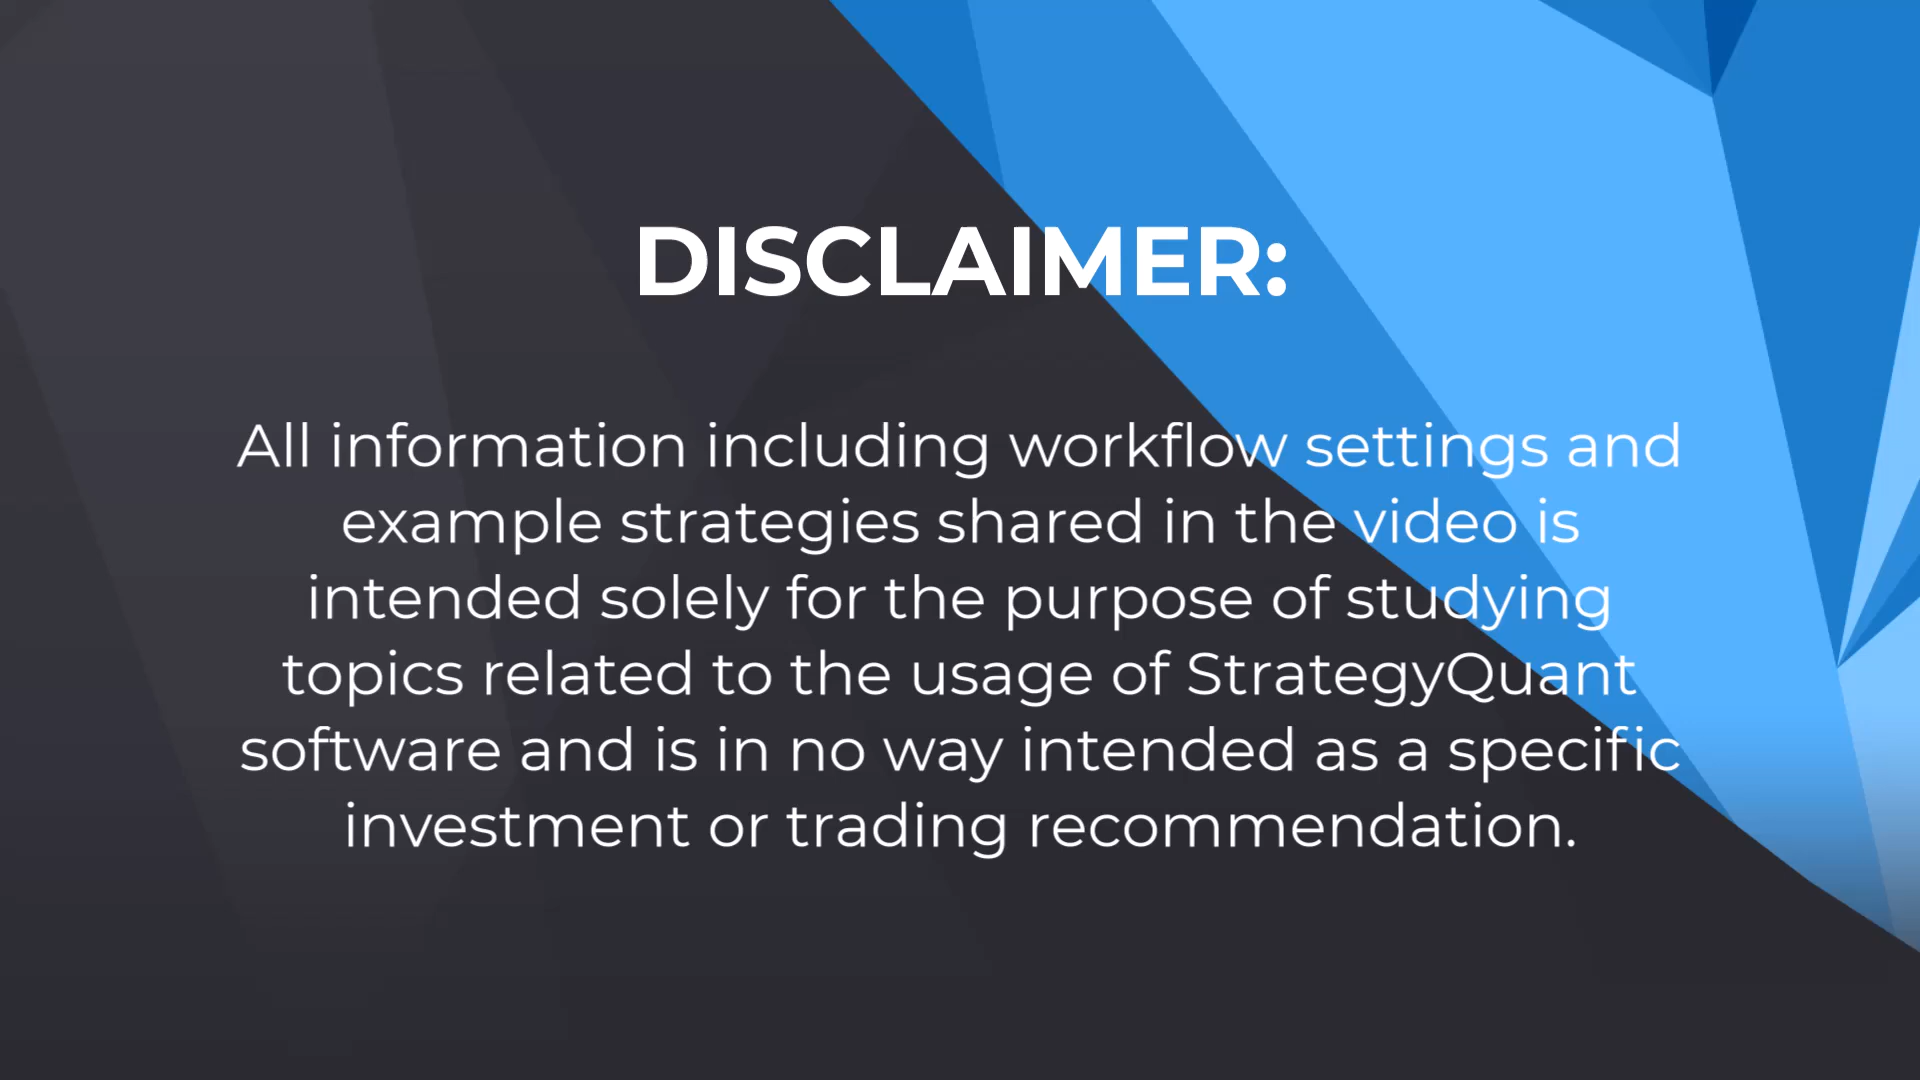 DISCLAIMER:
All information including workflow settings and
example strategies shared in the video is
intended solely for the purpose of studying
topics related to the usage of StrategyQuant
software and is in no way intended as a specific
investment or trading recommendation.